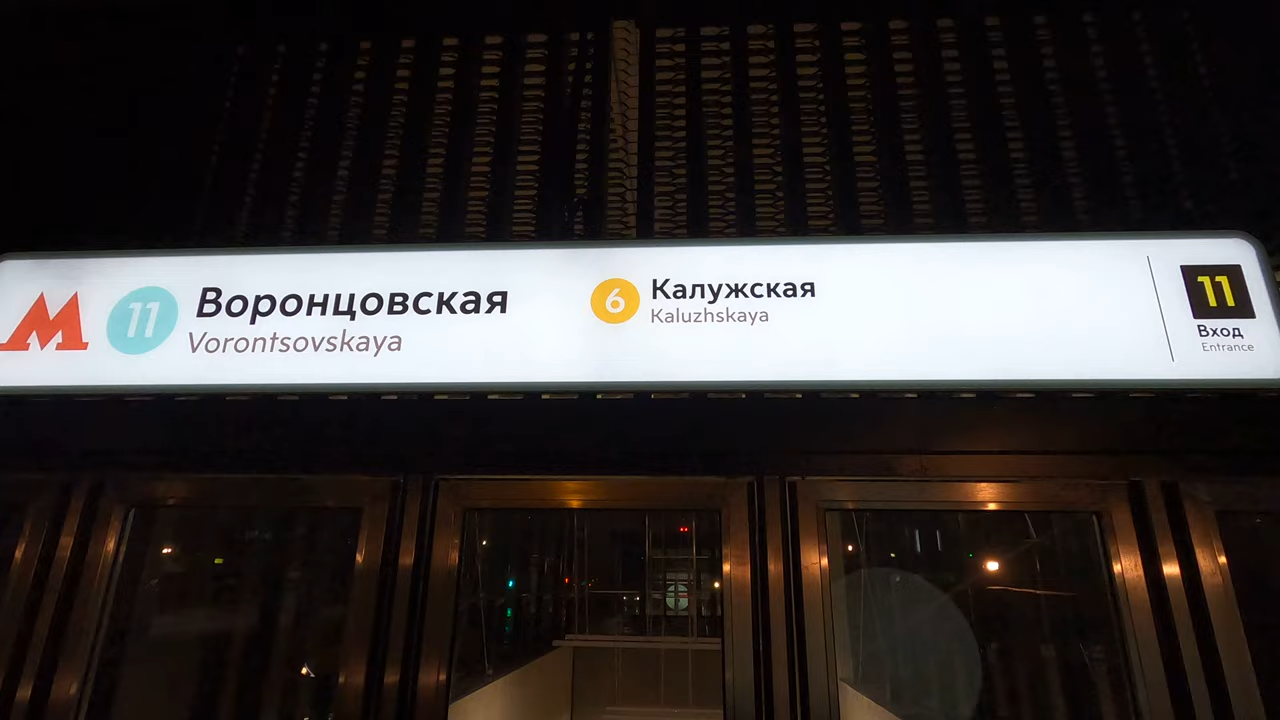 М
11
Воронцовская
Vorontsovskaya
6
Калужская
Kaluzhskaya
11
Вход
Entrance